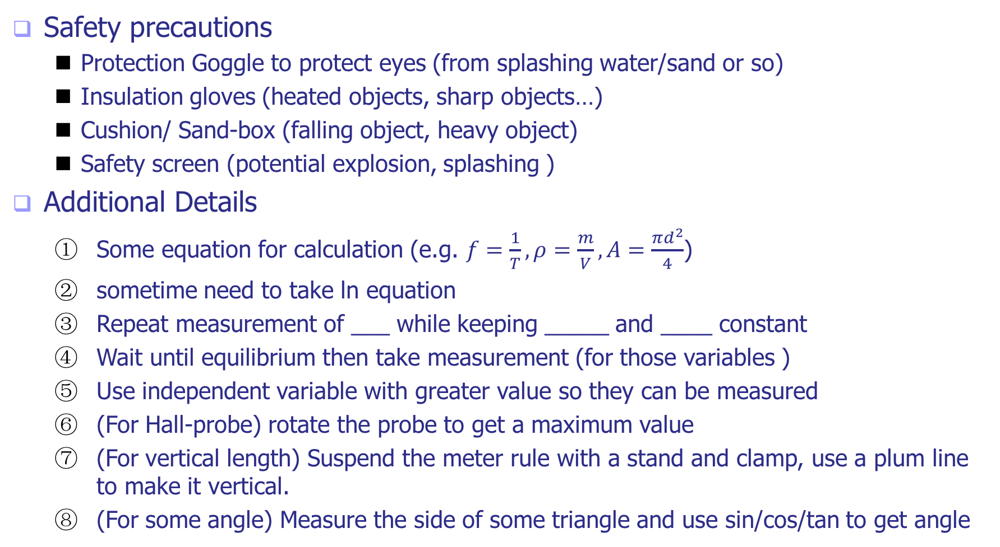 ❑ Safety precautions
■ Protection Goggle to protect eyes (from splashing water/sand or so)
■ Insulation gloves (heated objects, sharp objects…)
■ Cushion/ Sand-box (falling object, heavy object)
■ Safety screen (potential explosion, splashing )
❑ Additional Details
① Some equation for calculation (e.g. $f = \frac{1}{T}, \rho = \frac{m}{V}, A = \frac{\pi d^2}{4}$)
② sometime need to take ln equation
③ Repeat measurement of ___ while keeping _____ and ____ constant
④ Wait until equilibrium then take measurement (for those variables )
⑤ Use independent variable with greater value so they can be measured
⑥ (For Hall-probe) rotate the probe to get a maximum value
⑦ (For vertical length) Suspend the meter rule with a stand and clamp, use a plum line
to make it vertical.
⑧ (For some angle) Measure the side of some triangle and use sin/cos/tan to get angle